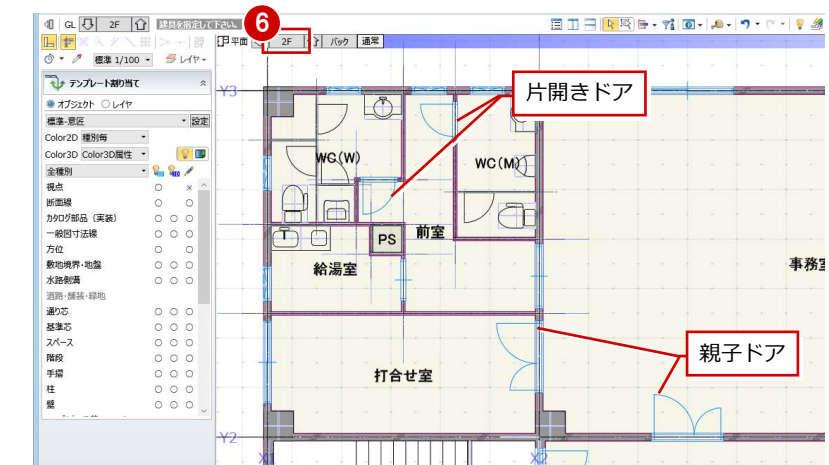 GL 2F 建具を指定して下さい。
6
平面 2F バック 通常
標準 1/100 レイヤ
テンプレート割り当て
オブジェクト レイヤ
標準-意匠 設定
Color2D 種別毎
Color3D Color3D属性
全種別
視点 ○ ×
断面線 ○ ○
カタログ部品（実装） ○ ○ ○
一般図寸法線 ○ ○ ○
方位 ○ ○
敷地境界・地盤 ○ ○ ○
水路側溝 ○ ○ ○
道路・舗装・緑地
通り芯 ○ ○ ○
基準芯 ○ ○ ○
スペース ○ ○ ○
階段 ○ ○ ○
手摺 ○ ○ ○
柱 ○ ○ ○
壁 ○ ○ ○
Y3
片開きドア
WC(W)
WC(M)
PS
前室
給湯室
事務室
親子ドア
打合せ室
Y2
X1
X2